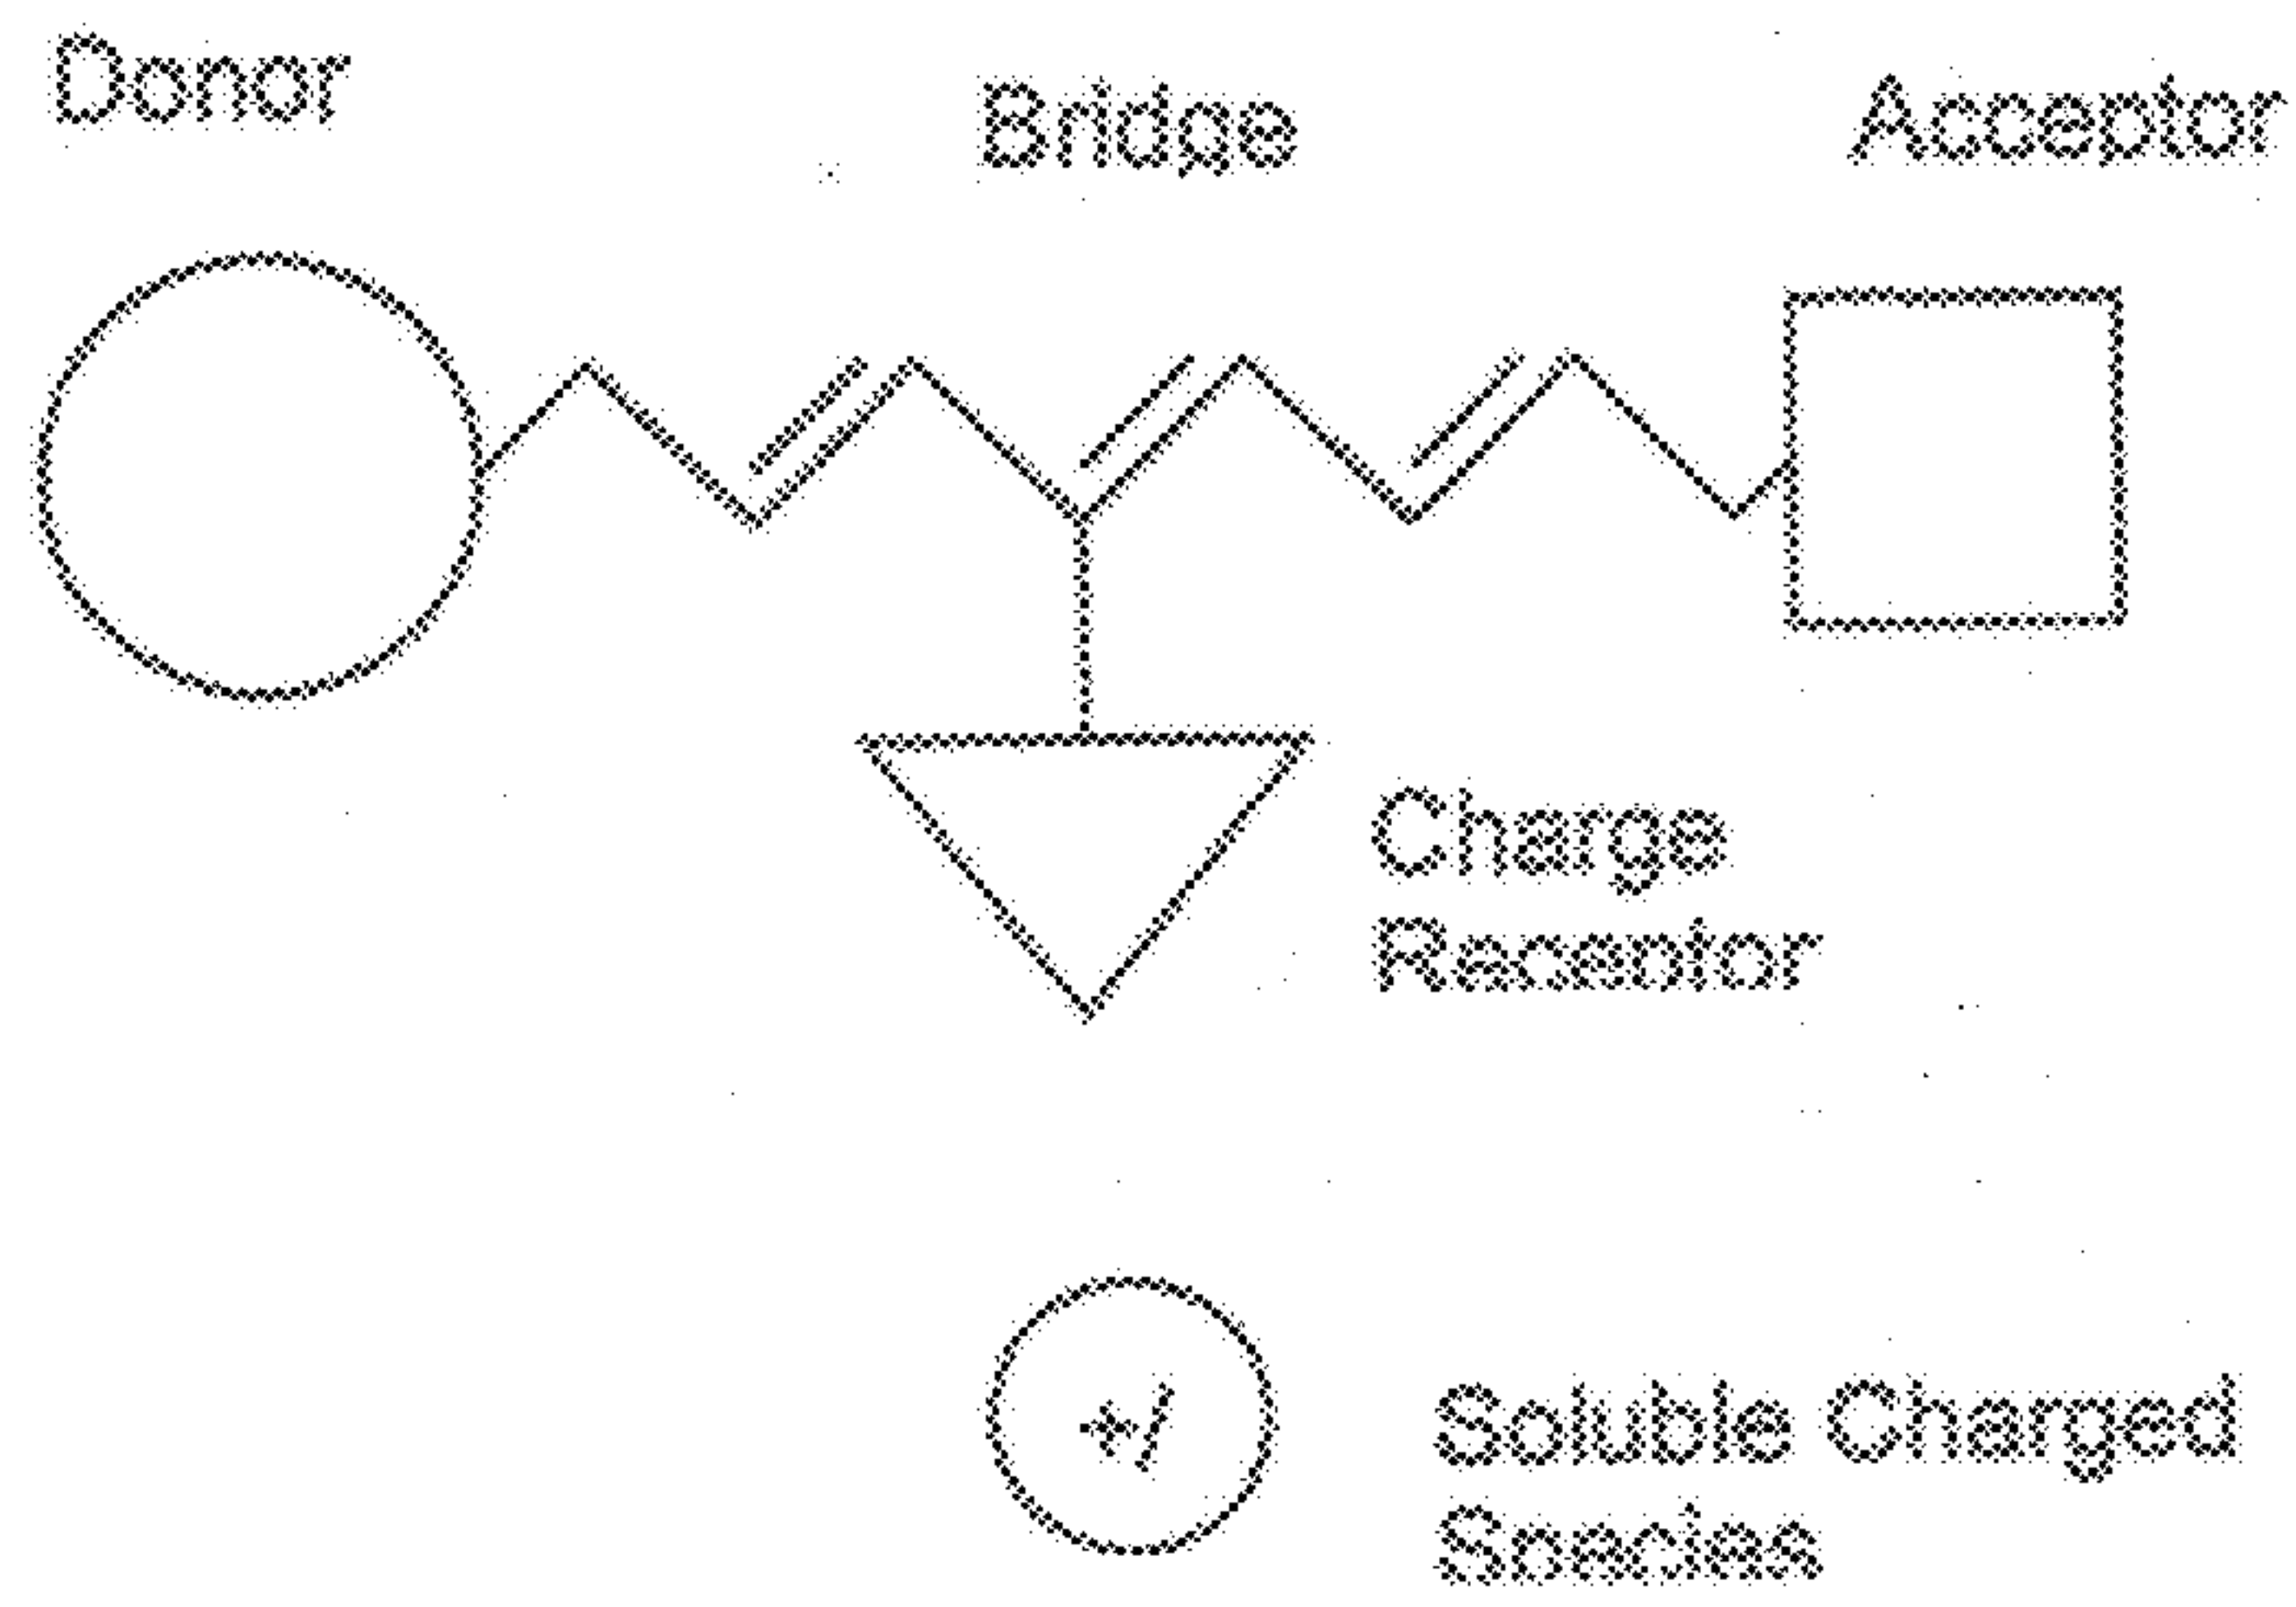 Donor
Bridge
Acceptor
Charge
Receptor
+/
Soluble Charged
Species